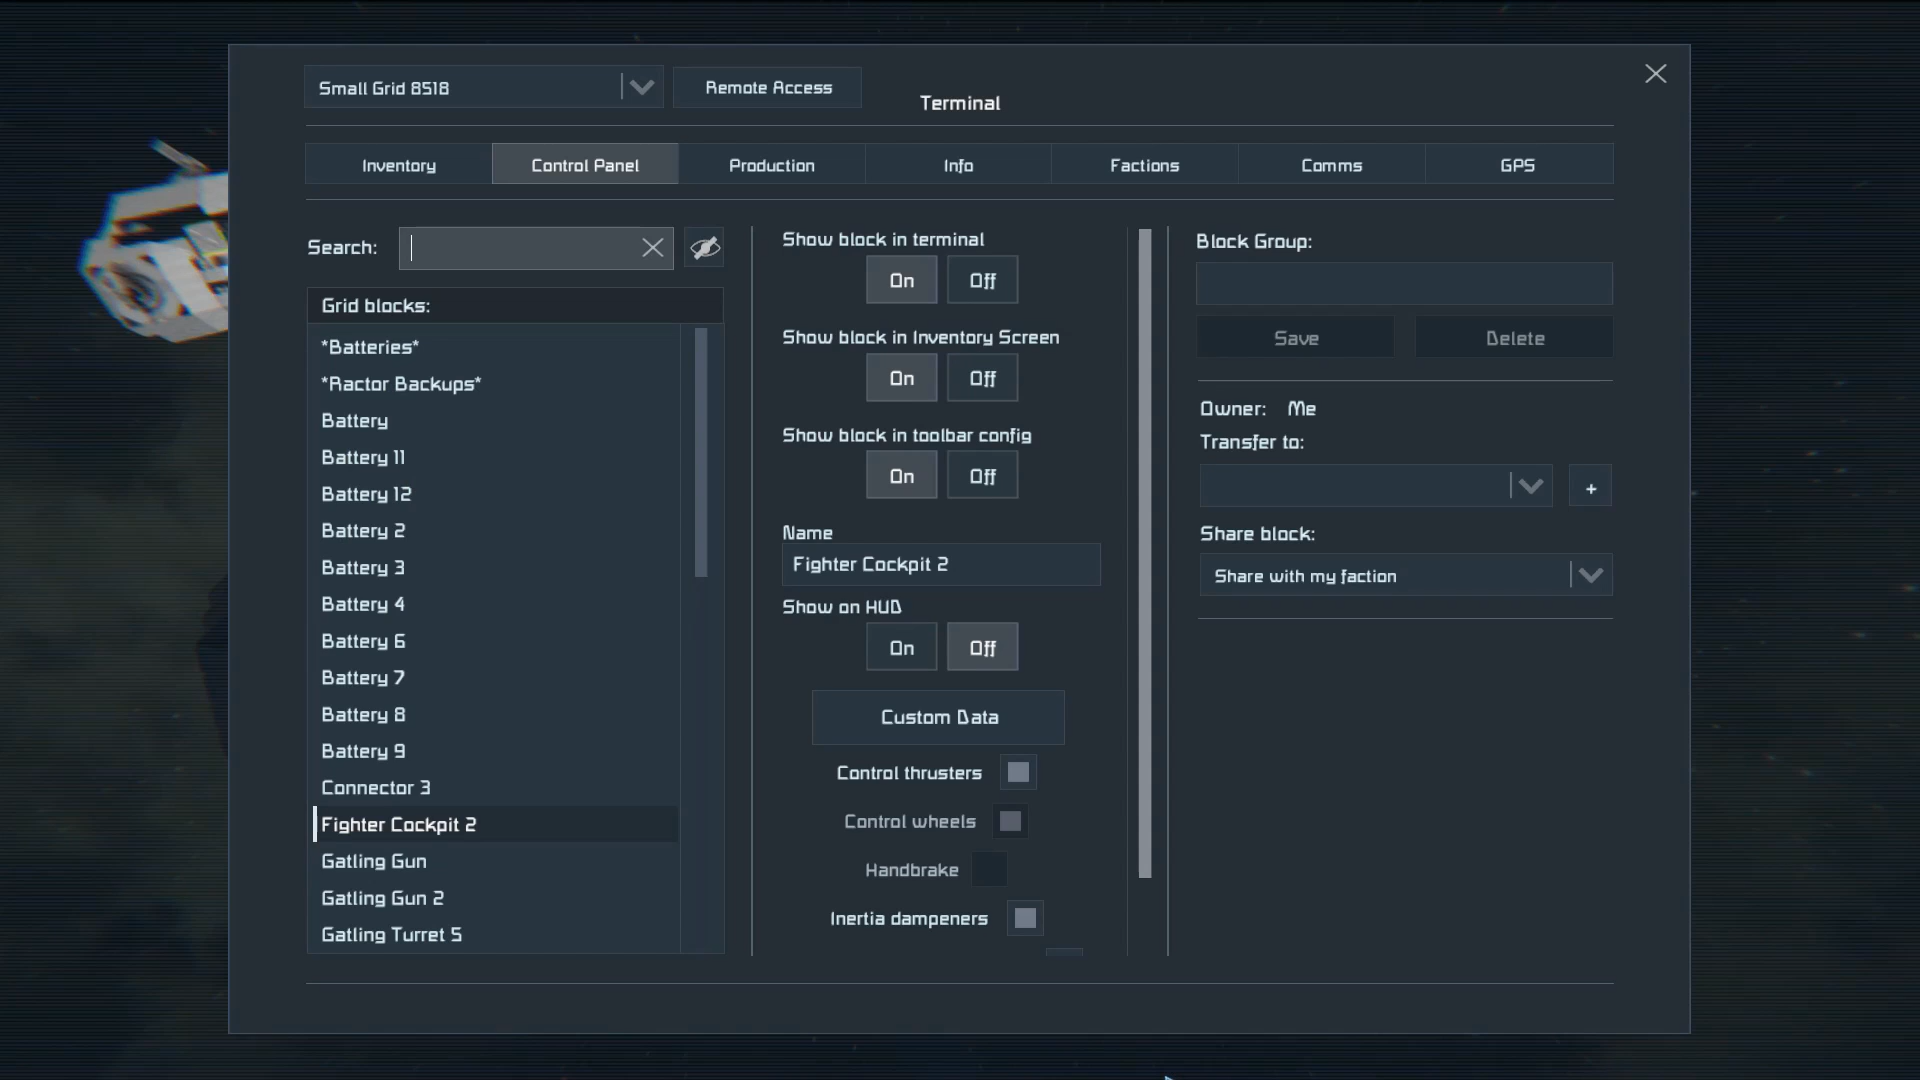 Small Grid 8518
Remote Access
Terminal
Inventory
Control Panel
Production
Info
Factions
Comms
GPS
Search:
Grid blocks:
*Batteries*
*Ractor Backups*
Battery
Battery 11
Battery 12
Battery 2
Battery 3
Battery 4
Battery 6
Battery 7
Battery 8
Battery 9
Connector 3
Fighter Cockpit 2
Gatling Gun
Gatling Gun 2
Gatling Turret 5
Show block in terminal
On Off
Show block in Inventory Screen
On Off
Show block in toolbar config
On Off
Name
Fighter Cockpit 2
Show on HUD
On Off
Custom Data
Control thrusters
Control wheels
Handbrake
Inertia dampeners
Block Group:
Save
Delete
Owner: Me
Transfer to:
+
Share block:
Share with my faction